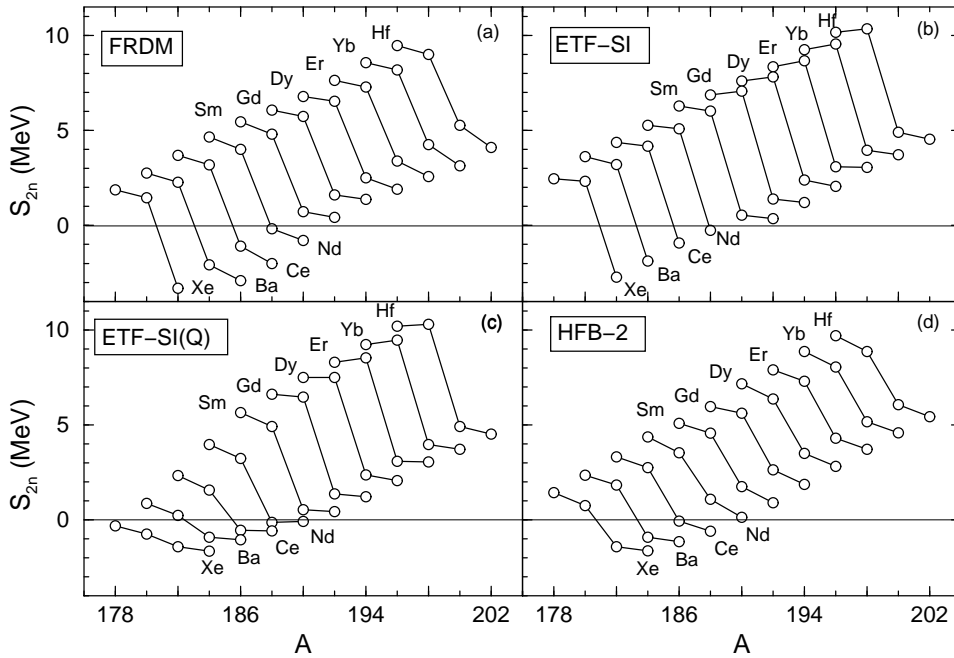 FRDM
(a)
Hf
Yb
Er
Dy
Gd
Sm
Nd
Ce
Ba
Xe
S2n (MeV)
10
5
0
ETF−SI
(b)
Hf
Yb
Er
Dy
Gd
Sm
Nd
Ce
Ba
Xe
ETF−SI(Q)
(c)
Hf
Yb
Er
Dy
Gd
Sm
Nd
Ce
Ba
Xe
S2n (MeV)
10
5
0
178
186
194
202
A
HFB−2
(d)
Hf
Yb
Er
Dy
Gd
Sm
Nd
Ce
Ba
Xe
178
186
194
202
A